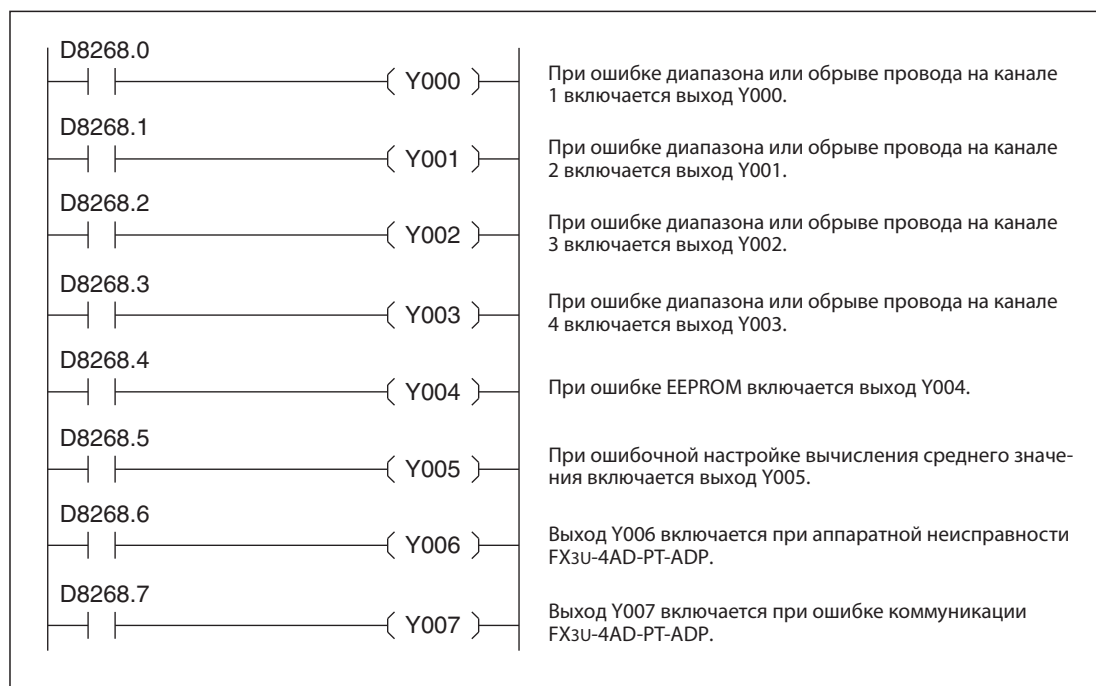 D8268.0
Y000
При ошибке диапазона или обрыве провода на канале
1 включается выход Y000.
D8268.1
Y001
При ошибке диапазона или обрыве провода на канале
2 включается выход Y001.
D8268.2
Y002
При ошибке диапазона или обрыве провода на канале
3 включается выход Y002.
D8268.3
Y003
При ошибке диапазона или обрыве провода на канале
4 включается выход Y003.
D8268.4
Y004
При ошибке EEPROM включается выход Y004.
D8268.5
Y005
При ошибочной настройке вычисления среднего значе-
ния включается выход Y005.
D8268.6
Y006
Выход Y006 включается при аппаратной неисправности
FX3U-4AD-PT-ADP.
D8268.7
Y007
Выход Y007 включается при ошибке коммуникации
FX3U-4AD-PT-ADP.